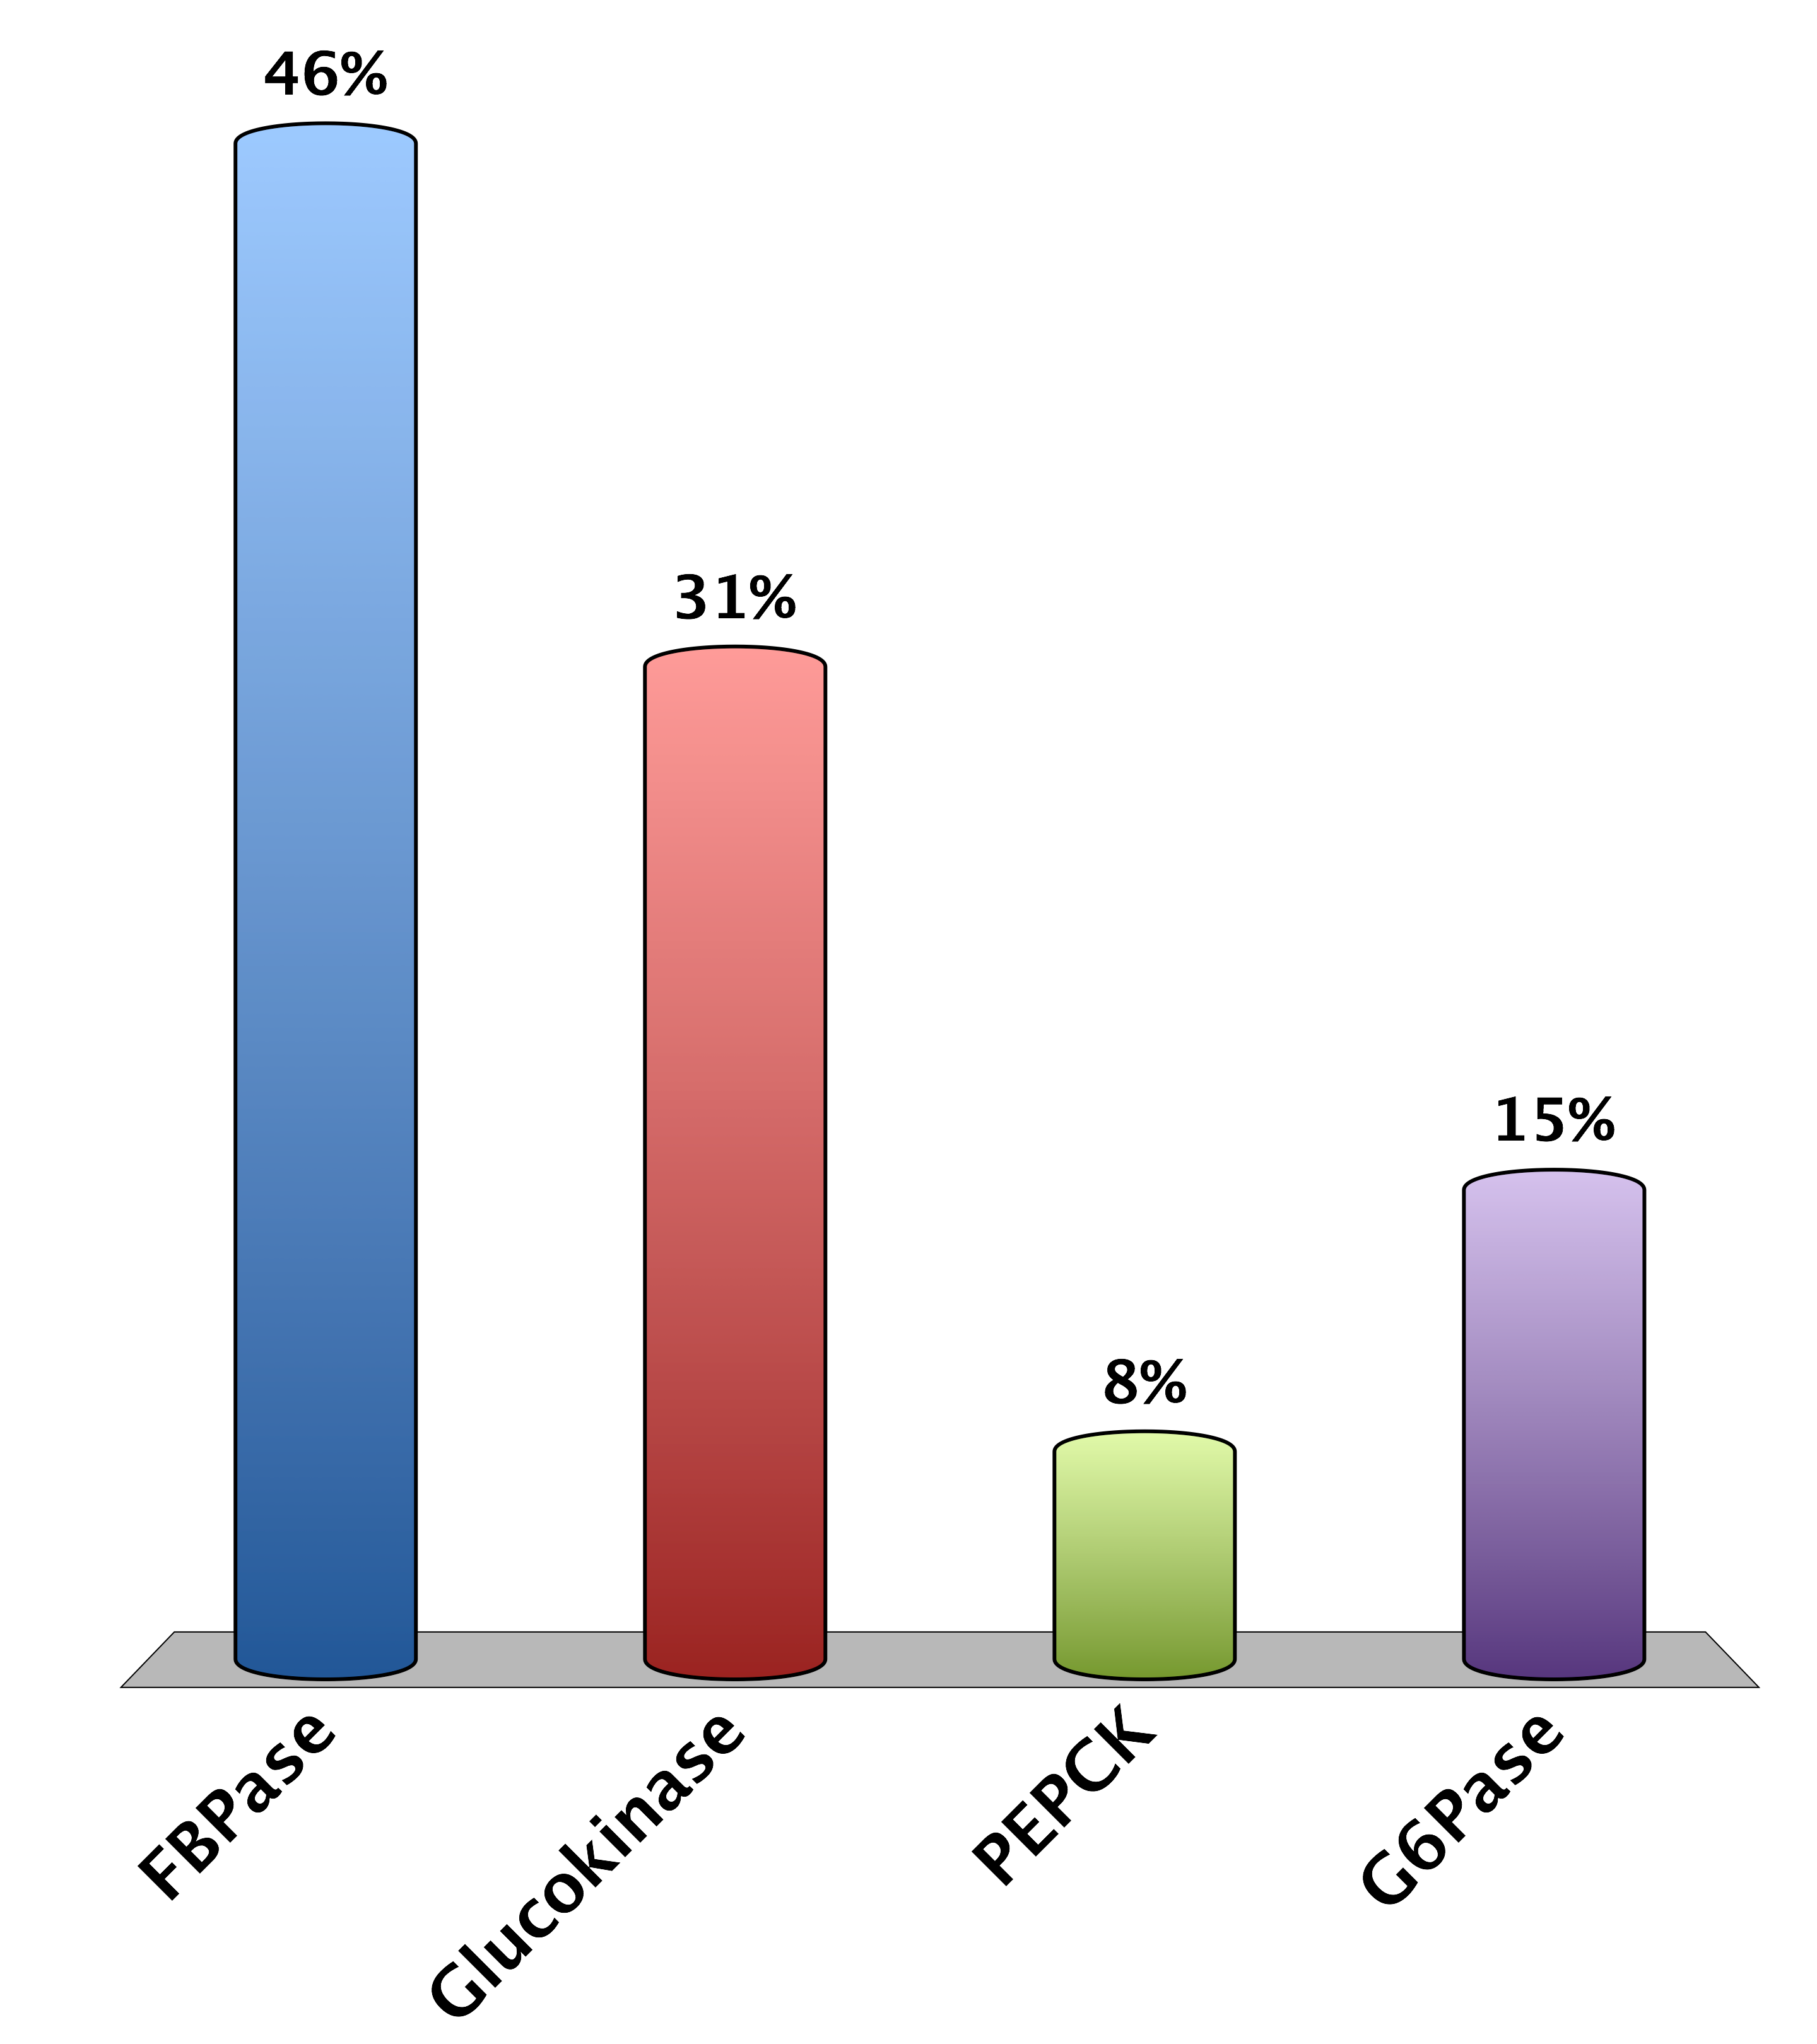 46%
31%
8%
15%
FBPase
Glucokinase
PEPCK
G6Pase